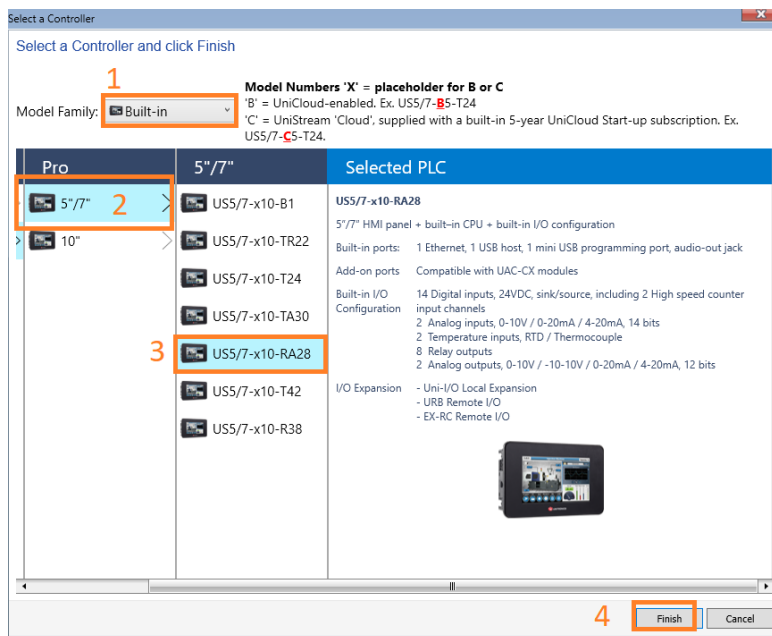 Select a Controller
Select a Controller and click Finish
1
Model Family: Built-in
Model Numbers 'X' = placeholder for B or C
'B' = UniCloud-enabled. Ex. US5/7-B5-T24
'C' = UniStream 'Cloud', supplied with a built-in 5-year UniCloud Start-up subscription. Ex.
US5/7-C5-T24.
Pro
5"/7"
2
10"
5"/7"
US5/7-x10-B1
US5/7-x10-TR22
US5/7-x10-T24
US5/7-x10-TA30
3
US5/7-x10-RA28
US5/7-x10-T42
US5/7-x10-R38
Selected PLC
US5/7-x10-RA28
5"/7" HMI panel + built-in CPU + built-in I/O configuration
Built-in ports: 1 Ethernet, 1 USB host, 1 mini USB programming port, audio-out jack
Add-on ports Compatible with UAC-CX modules
Built-in I/O 14 Digital inputs, 24VDC, sink/source, including 2 High speed counter
Configuration input channels
2 Analog inputs, 0-10V / 0-20mA / 4-20mA, 14 bits
2 Temperature inputs, RTD / Thermocouple
8 Relay outputs
2 Analog outputs, 0-10V / -10-10V / 0-20mA / 4-20mA, 12 bits
I/O Expansion - Uni-I/O Local Expansion
- URB Remote I/O
- EX-RC Remote I/O
4
Finish
Cancel